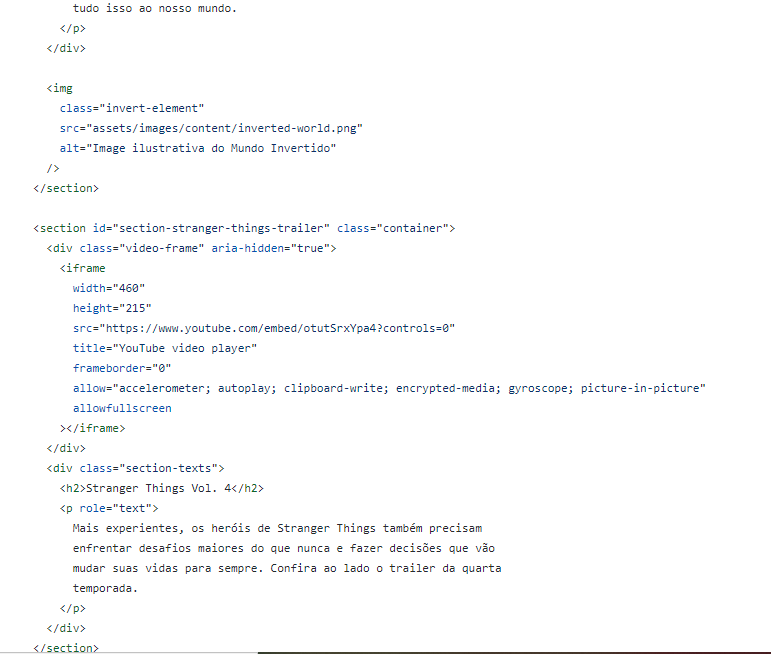 tudo isso ao nosso mundo.
</p>
</div>
<img
class="invert-element"
src="assets/images/content/inverted-world.png"
alt="Image ilustrativa do Mundo Invertido"
/>
</section>
<section id="section-stranger-things-trailer" class="container">
<div class="video-frame" aria-hidden="true">
<iframe
width="460"
height="215"
src="https://www.youtube.com/embed/otutSrxYpa4?controls=0"
title="YouTube video player"
frameborder="0"
allow="accelerometer; autoplay; clipboard-write; encrypted-media; gyroscope; picture-in-picture"
allowfullscreen
></iframe>
</div>
<div class="section-texts">
<h2>Stranger Things Vol. 4</h2>
<p role="text">
Mais experientes, os heróis de Stranger Things também precisam
enfrentar desafios maiores do que nunca e fazer decisões que vão
mudar suas vidas para sempre. Confira ao lado o trailer da quarta
temporada.
</p>
</div>
</section>